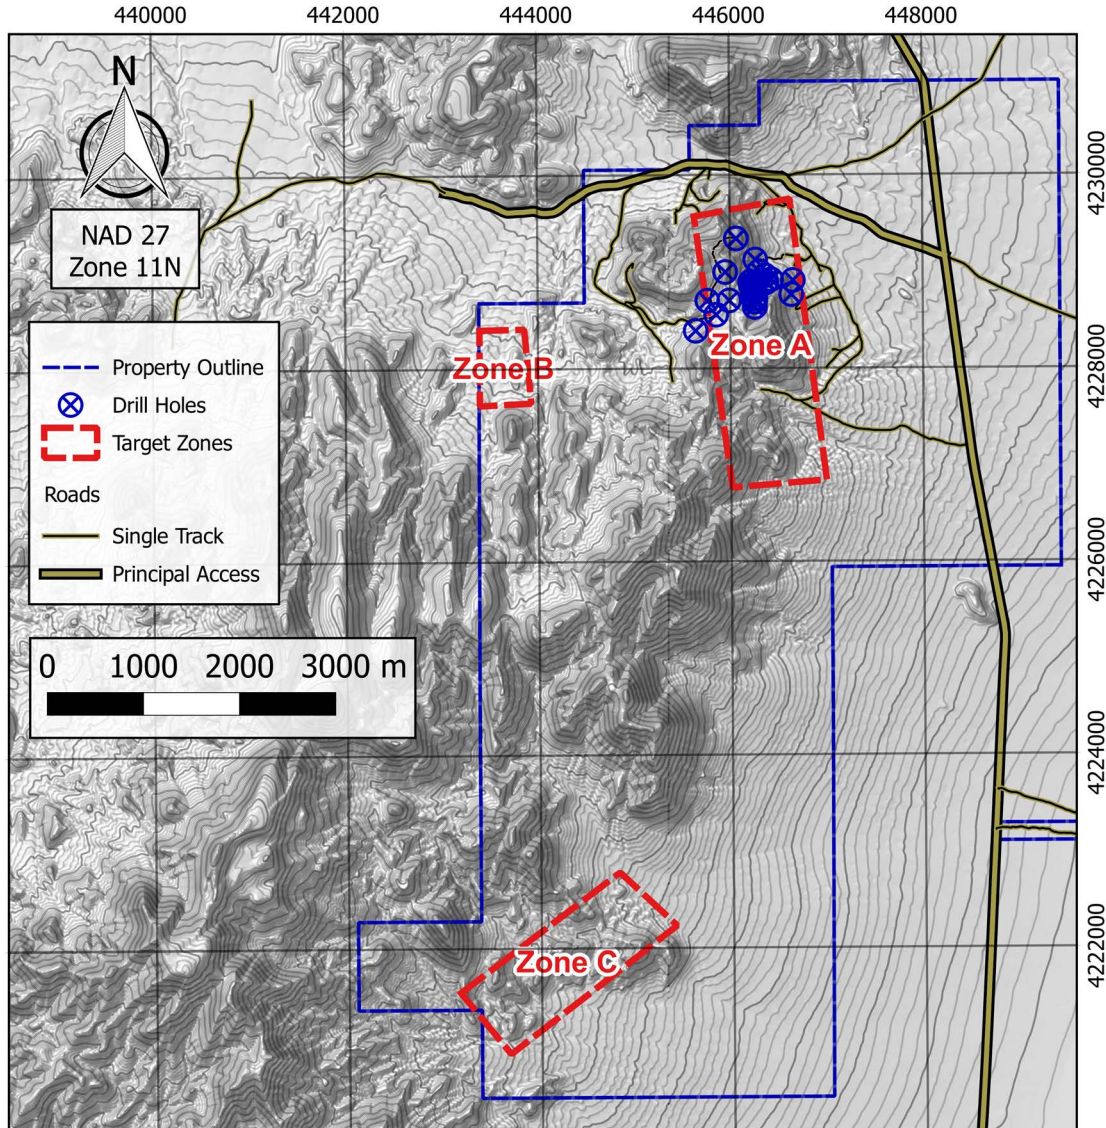 440000 442000 444000 446000 448000
N
NAD 27
Zone 11N
Property Outline
Drill Holes
Target Zones
Roads
Single Track
Principal Access
0 1000 2000 3000 m
Zone A
Zone B
Zone C
4230000
4228000
4226000
4224000
4222000